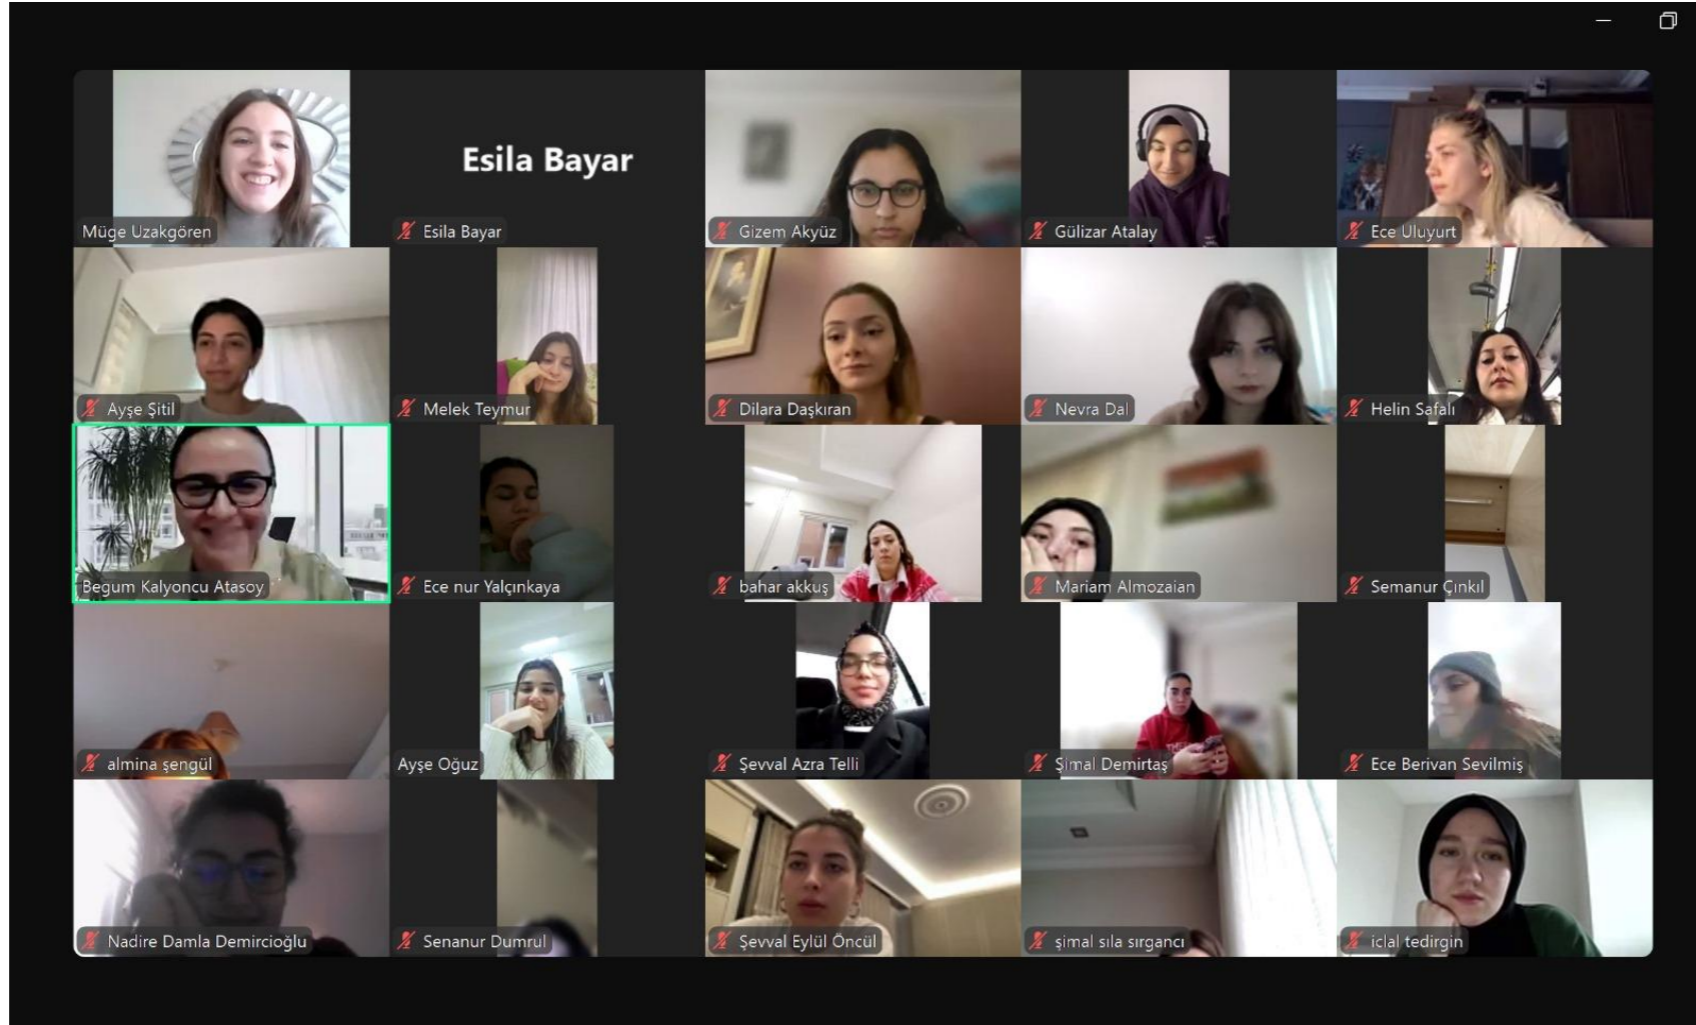 Müge Uzakgören
Esila Bayar
Esila Bayar
Gizem Akyüz
Gülizar Atalay
Ece Uluyurt
Ayşe Şitil
Melek Teymur
Dilara Daşkıran
Nevra Dal
Helin Safalı
Begum Kalyoncu Atasoy
Ece nur Yalçınkaya
bahar akkuş
Mariam Almozaian
Semanur Çınkıl
almina şengül
Ayşe Oğuz
Şevval Azra Telli
Şimal Demirtaş
Ece Berivan Sevilmiş
Nadire Damla Demircioğlu
Senanur Dumrul
Şevval Eylül Öncül
şimal sıla sırgancı
iclal tedirgin